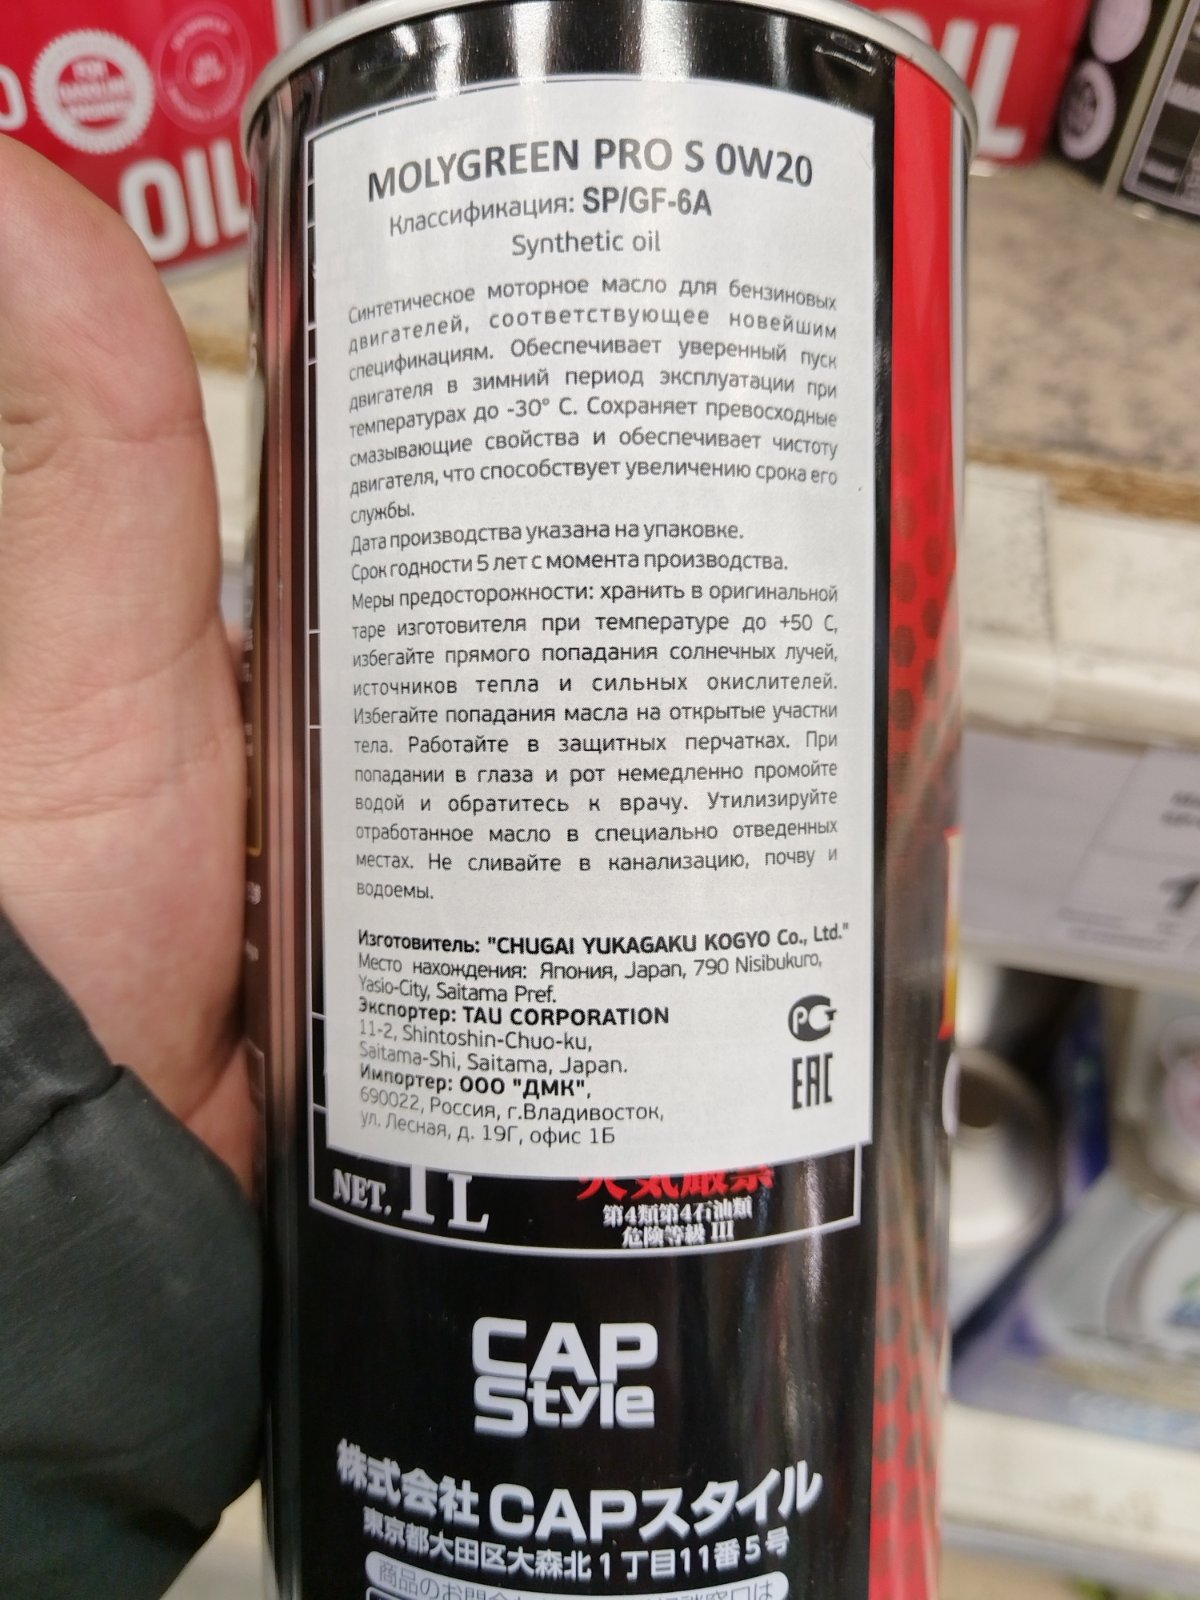 OIL
OIL
MOLYGREEN PRO S 0W20
Классификация: SP/GF-6A
Synthetic oil
Синтетическое моторное масло для бензиновых
двигателей, соответствующее новейшим
спецификациям. Обеспечивает уверенный пуск
двигателя в зимний период эксплуатации при
температурах до -30° С. Сохраняет превосходные
смазывающие свойства и обеспечивает чистоту
двигателя, что способствует увеличению срока его
службы.
Дата производства указана на упаковке.
Срок годности 5 лет с момента производства.
Меры предосторожности: хранить в оригинальной
таре изготовителя при температуре до +50 С,
избегайте прямого попадания солнечных лучей,
источников тепла и сильных окислителей.
Избегайте попадания масла на открытые участки
тела. Работайте в защитных перчатках. При
попадании в глаза и рот немедленно промойте
водой и обратитесь к врачу. Утилизируйте
отработанное масло в специально отведенных
местах. Не сливайте в канализацию, почву и
водоемы.
Изготовитель: "CHUGAI YUKAGAKU KOGYO Co., Ltd."
Место нахождения: Япония, Japan, 790 Nisibukuro,
Yasio-City, Saitama Pref.
Экспортер: TAU CORPORATION
11-2, Shintoshin-Chuo-ku,
Saitama-Shi, Saitama, Japan.
Импортер: ООО "ДМК",
690022, Россия, г.Владивосток,
ул. Лесная, д. 19Г, офис 1Б
РСТ
EAC
NET. 1L
火気厳禁
第4類第4石油類
危険等級 III
CAP
Style
株式会社 CAPスタイル
東京都大田区大森北1丁目11番5号